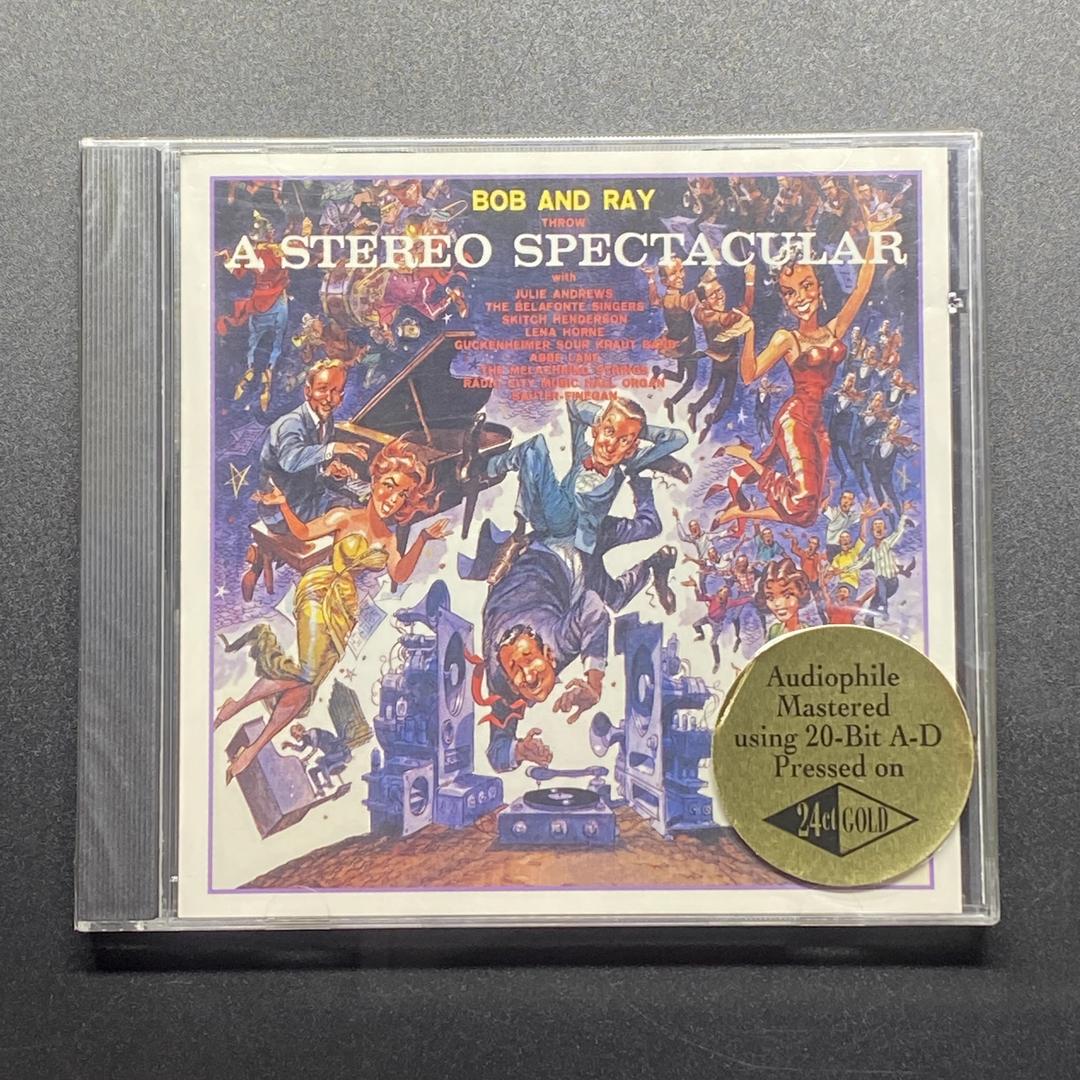 BOB AND RAY
THROW
A STEREO SPECTACULAR
with
JULIE ANDREWS
THE BELAFONTE SINGERS
SKITCH HENDERSON
LENA HORNE
GUCKENHEIMER SOUR KRAUT BAND
ABBE LANE
THE MELACHRINO STRINGS
RADIO CITY MUSIC HALL ORGAN
SAUTER-FINEGAN
Audiophile
Mastered
using 20-Bit A-D
Pressed on
24ct GOLD